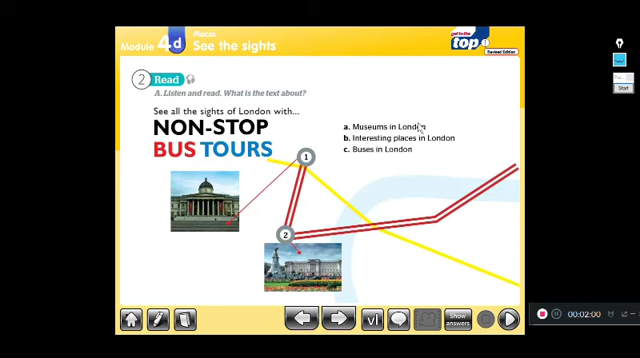 Places
Module 4d See the sights
get to the
top 1
Revised Edition
2 Read
A. Listen and read. What is the text about?
See all the sights of London with...
NON-STOP
BUS TOURS
a. Museums in London
b. Interesting places in London
c. Buses in London
1
2
vl
Show
answers
Start
00:02:00